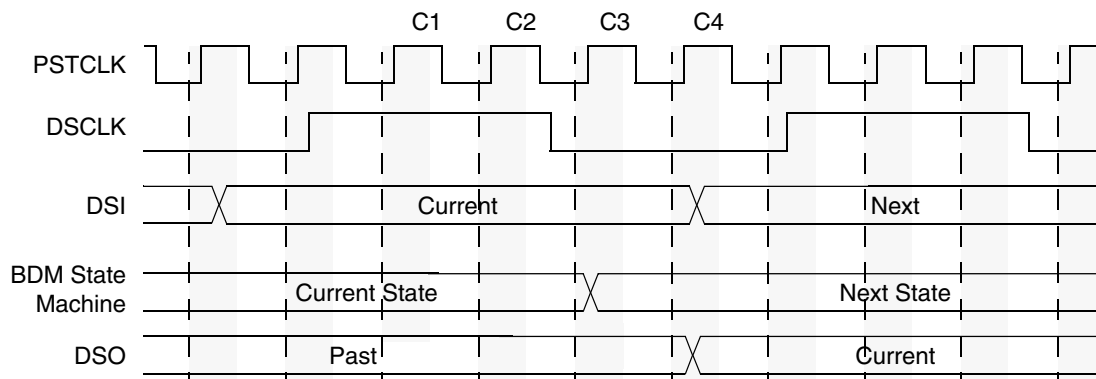 C1 C2 C3 C4
PSTCLK
DSCLK
DSI Current Next
BDM State
Machine Current State Next State
DSO Past Current